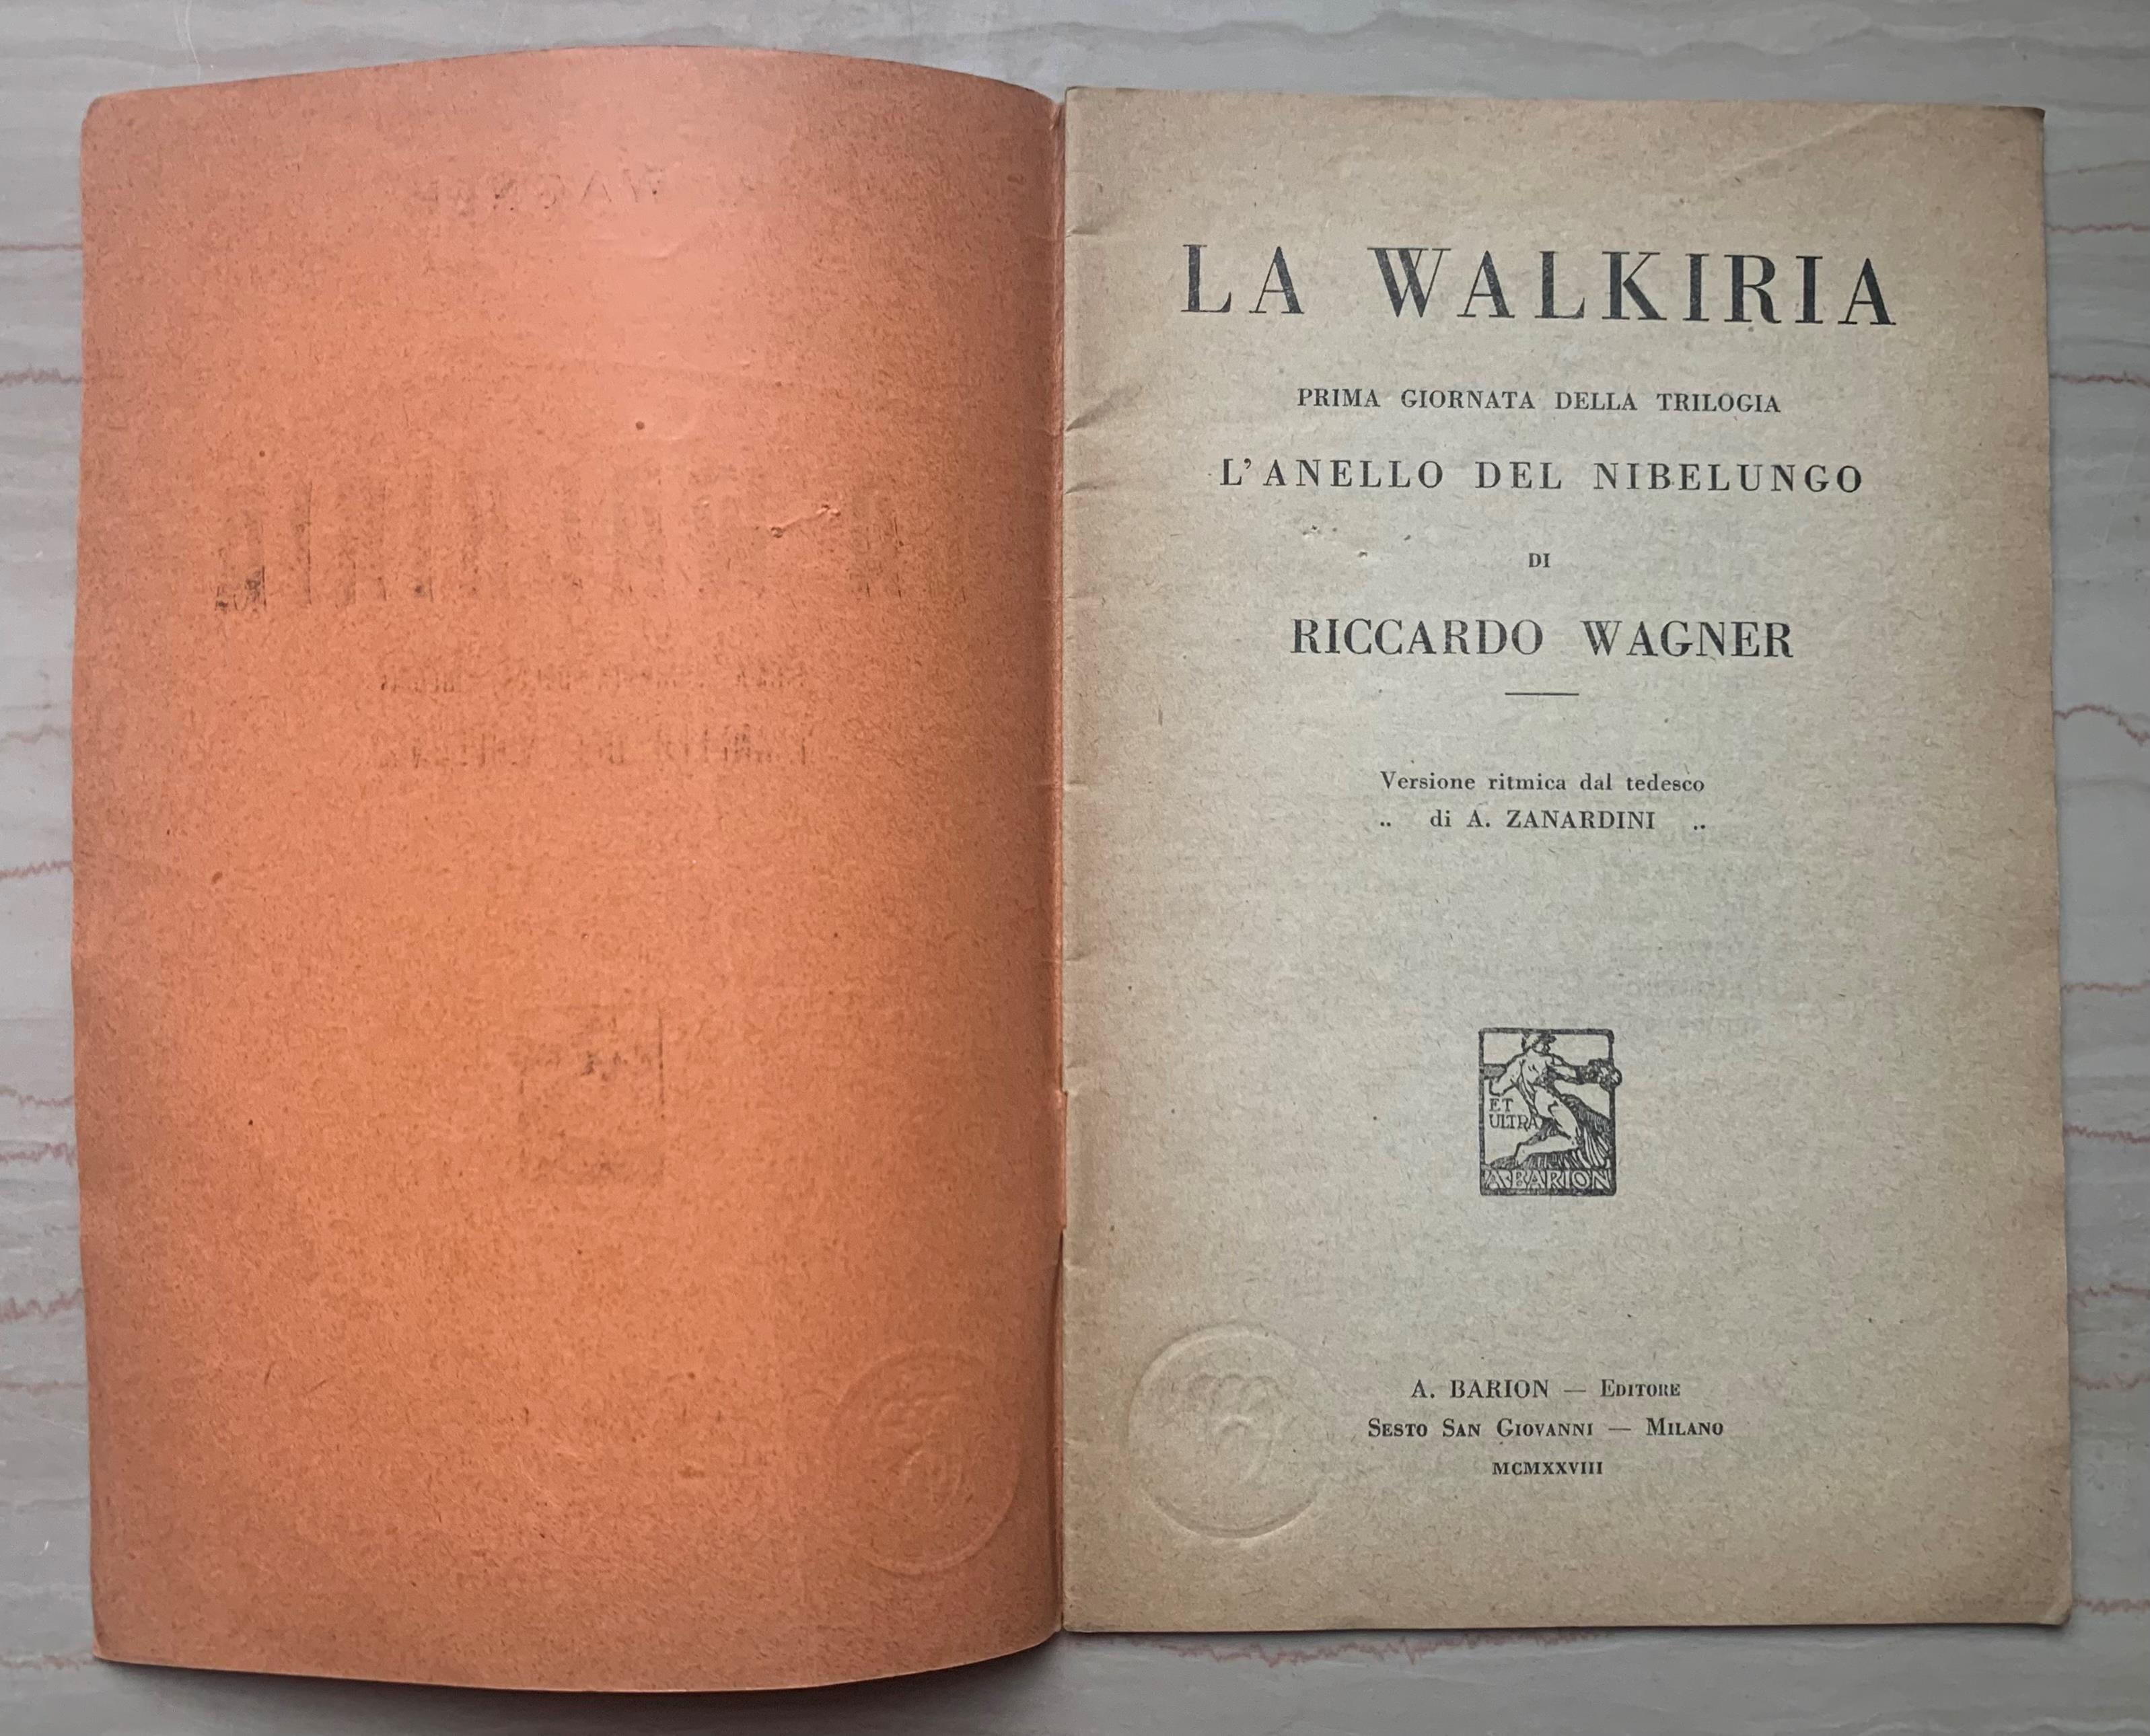 LA WALKIRIA
PRIMA GIORNATA DELLA TRILOGIA
L'ANELLO DEL NIBELUNGO
DI
RICCARDO WAGNER
Versione ritmica dal tedesco
.. di A. ZANARDINI ..
ET
ULTRA
A·BARION
A. BARION — EDITORE
SESTO SAN GIOVANNI — MILANO
MCMXXVIII